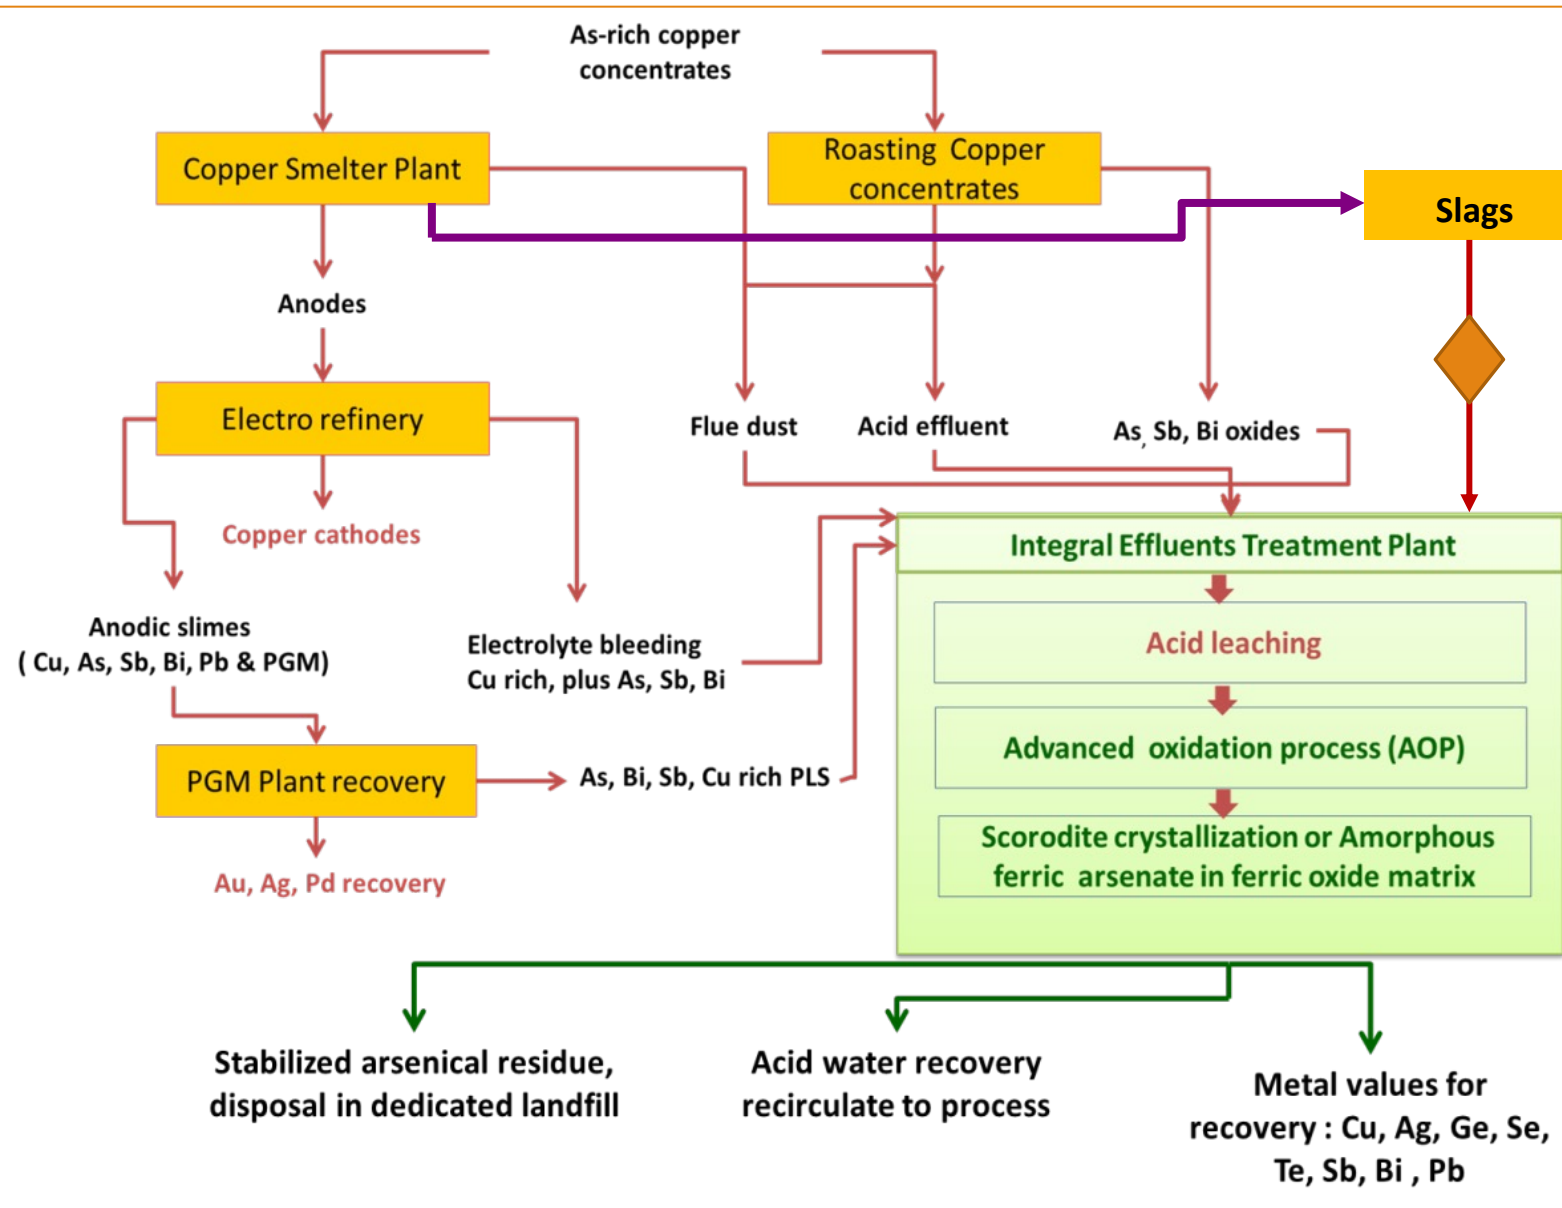 As-rich copper
concentrates
Copper Smelter Plant
Roasting Copper
concentrates
Slags
Anodes
Electro refinery
Flue dust
Acid effluent
As, Sb, Bi oxides
Copper cathodes
Integral Effluents Treatment Plant
Anodic slimes
( Cu, As, Sb, Bi, Pb & PGM)
Electrolyte bleeding
Cu rich, plus As, Sb, Bi
Acid leaching
Advanced oxidation process (AOP)
PGM Plant recovery
As, Bi, Sb, Cu rich PLS
Scorodite crystallization or Amorphous
ferric arsenate in ferric oxide matrix
Au, Ag, Pd recovery
Stabilized arsenical residue,
disposal in dedicated landfill
Acid water recovery
recirculate to process
Metal values for
recovery : Cu, Ag, Ge, Se,
Te, Sb, Bi , Pb